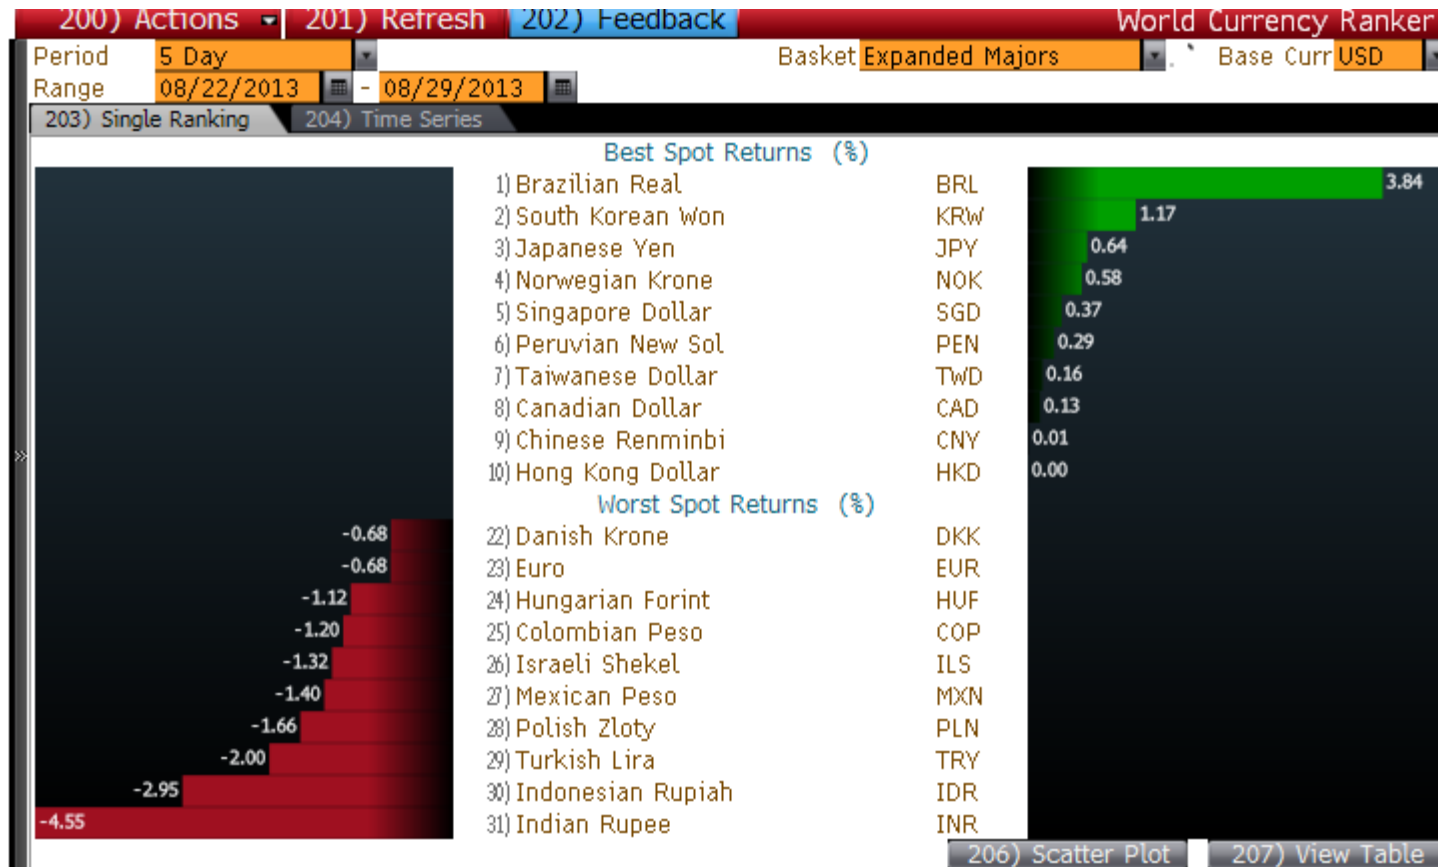 200) Actions 201) Refresh 202) Feedback World Currency Ranker
Period 5 Day Basket Expanded Majors Base Curr USD
Range 08/22/2013 - 08/29/2013
203) Single Ranking 204) Time Series
Best Spot Returns (%)
1) Brazilian Real BRL 3.84
2) South Korean Won KRW 1.17
3) Japanese Yen JPY 0.64
4) Norwegian Krone NOK 0.58
5) Singapore Dollar SGD 0.37
6) Peruvian New Sol PEN 0.29
7) Taiwanese Dollar TWD 0.16
8) Canadian Dollar CAD 0.13
9) Chinese Renminbi CNY 0.01
10) Hong Kong Dollar HKD 0.00
Worst Spot Returns (%)
-0.68 22) Danish Krone DKK
-0.68 23) Euro EUR
-1.12 24) Hungarian Forint HUF
-1.20 25) Colombian Peso COP
-1.32 26) Israeli Shekel ILS
-1.40 27) Mexican Peso MXN
-1.66 28) Polish Zloty PLN
-2.00 29) Turkish Lira TRY
-2.95 30) Indonesian Rupiah IDR
-4.55 31) Indian Rupee INR
206) Scatter Plot 207) View Table